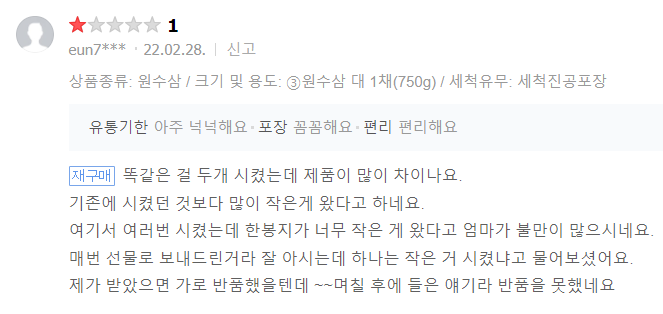 1
eun7*** · 22.02.28. | 신고
상품종류: 원수삼 / 크기 및 용도: ③원수삼 대 1채(750g) / 세척유무: 세척진공포장
유통기한 아주 넉넉해요 · 포장 꼼꼼해요 · 편리 편리해요
재구매 똑같은 걸 두개 시켰는데 제품이 많이 차이나요.
기존에 시켰던 것보다 많이 작은게 왔다고 하네요.
여기서 여러번 시켰는데 한봉지가 너무 작은 게 왔다고 엄마가 불만이 많으시네요.
매번 선물로 보내드린거라 잘 아시는데 하나는 작은 거 시켰냐고 물어보셨어요.
제가 받았으면 가로 반품했을텐데 ~~며칠 후에 들은 얘기라 반품을 못했네요